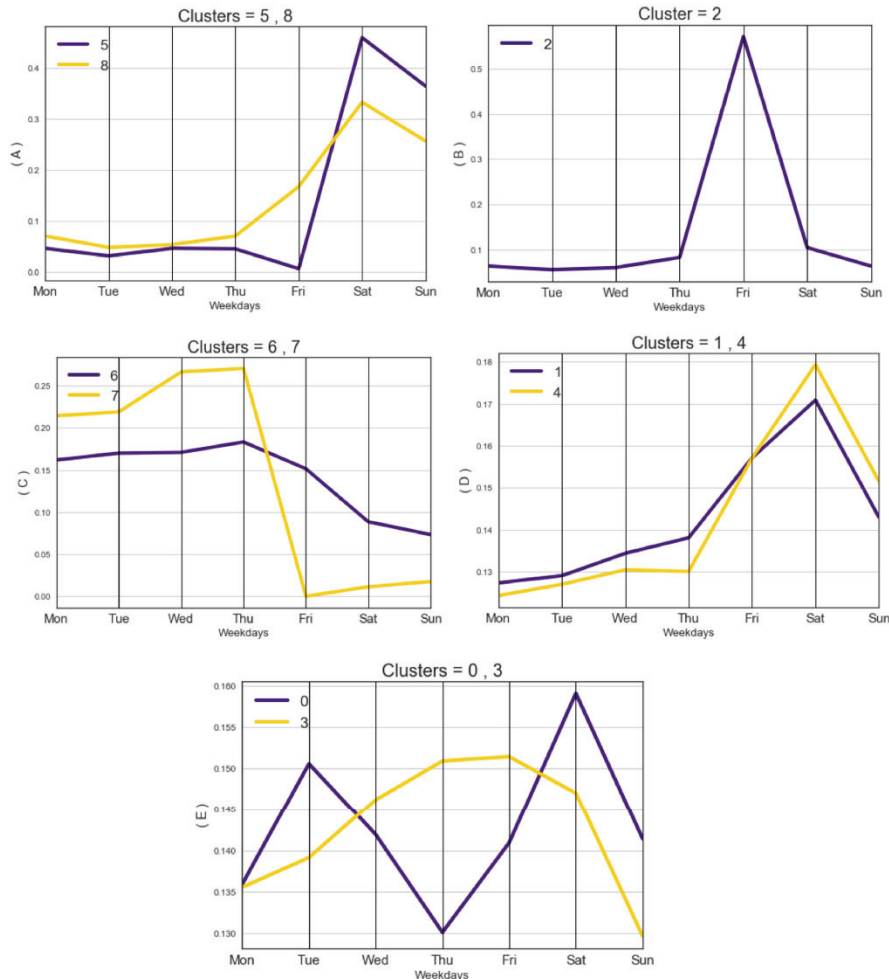 Clusters = 5 , 8
5
8
0.4
0.3
0.2
0.1
0.0
( A )
Mon Tue Wed Thu Fri Sat Sun
Weekdays
Cluster = 2
2
0.5
0.4
0.3
0.2
0.1
( B )
Mon Tue Wed Thu Fri Sat Sun
Weekdays
Clusters = 6 , 7
6
7
0.25
0.20
0.15
0.10
0.05
0.00
( C )
Mon Tue Wed Thu Fri Sat Sun
Weekdays
Clusters = 1 , 4
1
4
0.18
0.17
0.16
0.15
0.14
0.13
( D )
Mon Tue Wed Thu Fri Sat Sun
Weekdays
Clusters = 0 , 3
0
3
0.160
0.155
0.150
0.145
0.140
0.135
0.130
( E )
Mon Tue Wed Thu Fri Sat Sun
Weekdays